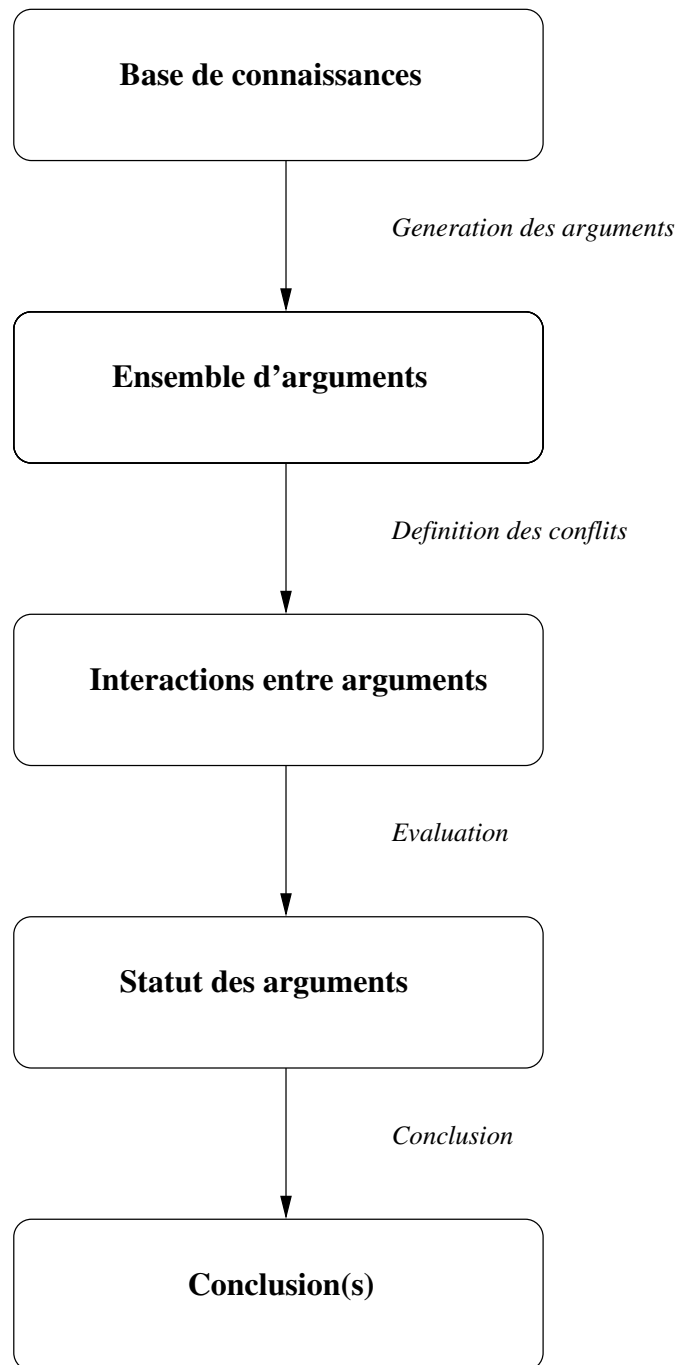 Base de connaissances
Generation des arguments
Ensemble d’arguments
Definition des conflits
Interactions entre arguments
Evaluation
Statut des arguments
Conclusion
Conclusion(s)